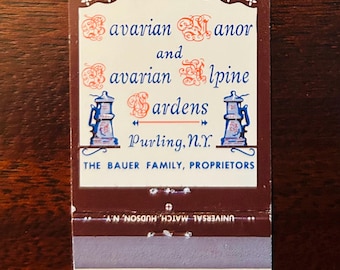 Bavarian Manor
and
Bavarian Alpine
Gardens
Purling, N.Y.
THE BAUER FAMILY, PROPRIETORS
UNIVERSAL MATCH, HUDSON, N.Y.